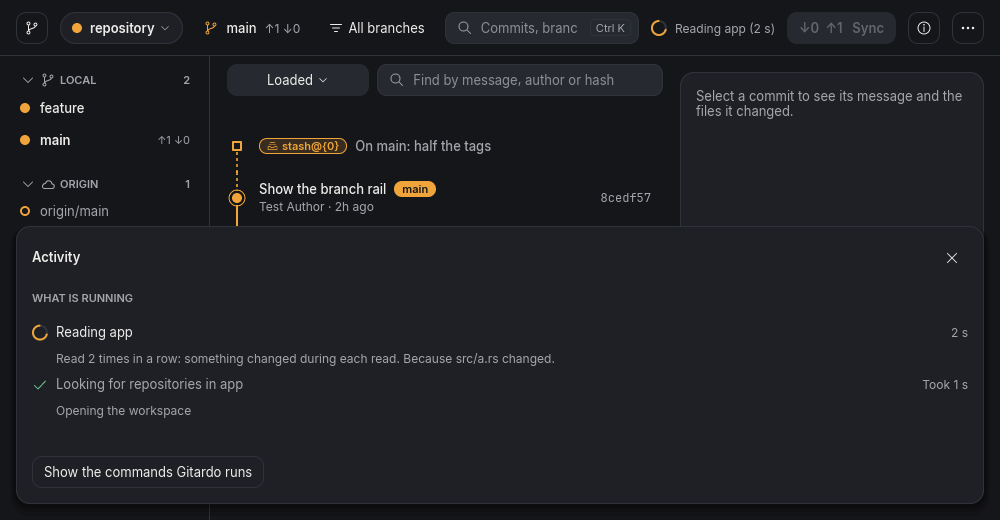 repository
main ↑1 ↓0
All branches
Commits, branc Ctrl K
Reading app (2 s)
↓0 ↑1 Sync
LOCAL 2
feature
main ↑1 ↓0
ORIGIN 1
origin/main
Loaded
Find by message, author or hash
stash@{0} On main: half the tags
Show the branch rail main
Test Author · 2h ago
8cedf57
Select a commit to see its message and the
files it changed.
Activity
WHAT IS RUNNING
Reading app 2 s
Read 2 times in a row: something changed during each read. Because src/a.rs changed.
Looking for repositories in app Took 1 s
Opening the workspace
Show the commands Gitardo runs